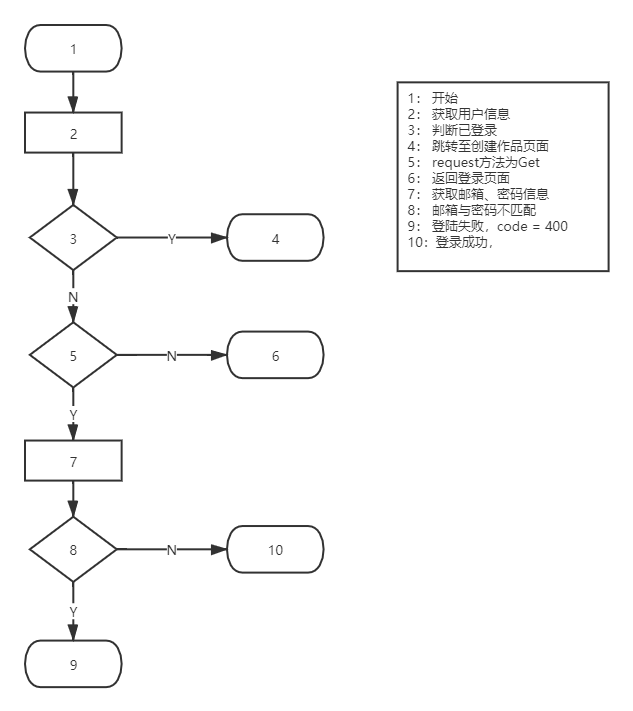 1
2
3
Y
4
N
5
N
6
Y
7
8
N
10
Y
9
1： 开始
2： 获取用户信息
3： 判断已登录
4： 跳转至创建作品页面
5： request方法为Get
6： 返回登录页面
7： 获取邮箱、密码信息
8： 邮箱与密码不匹配
9： 登陆失败，code = 400
10：登录成功，